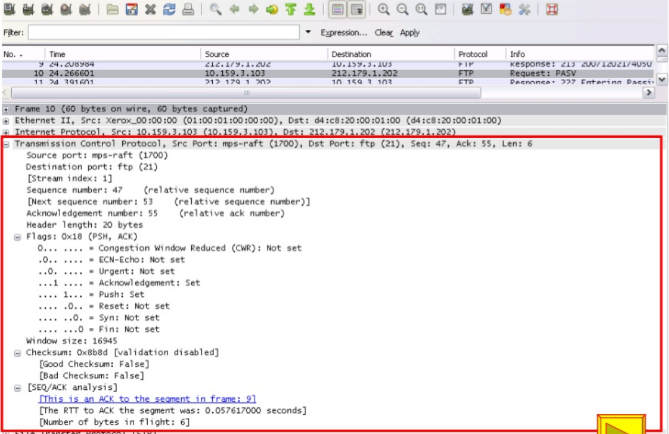 Filter:
Expression... Clear Apply
No. - Time Source Destination Protocol Info
9 24.208984 212.179.1.202 10.159.3.103 FTP Response: 213 20071202174050
10 24.266601 10.159.3.103 212.179.1.202 FTP Request: PASV
11 24.391601 212.179.1.202 10.159.3.103 FTP Response: 227 Entering Passi
Frame 10 (60 bytes on wire, 60 bytes captured)
Ethernet II, Src: Xerox_00:00:00 (01:00:01:00:00:00), Dst: d4:c8:20:00:01:00 (d4:c8:20:00:01:00)
Internet Protocol, Src: 10.159.3.103 (10.159.3.103), Dst: 212.179.1.202 (212.179.1.202)
Transmission Control Protocol, Src Port: mps-raft (1700), Dst Port: ftp (21), Seq: 47, Ack: 55, Len: 6
Source port: mps-raft (1700)
Destination port: ftp (21)
[Stream index: 1]
Sequence number: 47 (relative sequence number)
[Next sequence number: 53 (relative sequence number)]
Acknowledgement number: 55 (relative ack number)
Header length: 20 bytes
Flags: 0x18 (PSH, ACK)
0... .... = Congestion Window Reduced (CWR): Not set
.0.. .... = ECN-Echo: Not set
..0. .... = Urgent: Not set
...1 .... = Acknowledgement: Set
.... 1... = Push: Set
.... .0.. = Reset: Not set
.... ..0. = Syn: Not set
.... ...0 = Fin: Not set
Window size: 16945
Checksum: 0x8b8d [validation disabled]
[Good Checksum: False]
[Bad Checksum: False]
[SEQ/ACK analysis]
[This is an ACK to the segment in frame: 9]
[The RTT to ACK the segment was: 0.057617000 seconds]
[Number of bytes in flight: 6]
File Transfer Protocol (FTP)